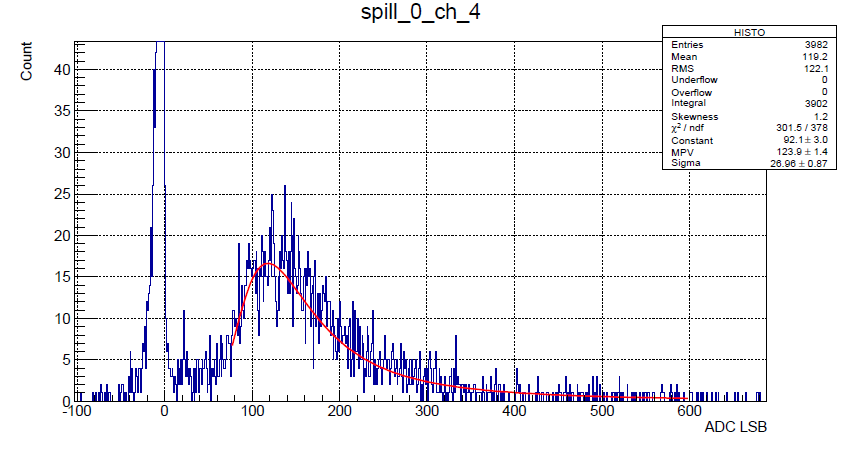 spill_0_ch_4
Count
HISTO
Entries 3982
Mean 119.2
RMS 122.1
Underflow 0
Overflow 0
Integral 3902
Skewness 1.2
χ² / ndf 301.5 / 378
Constant 92.1 ± 3.0
MPV 123.9 ± 1.4
Sigma 26.96 ± 0.87
40
35
30
25
20
15
10
5
0
-100 0 100 200 300 400 500 600
ADC LSB